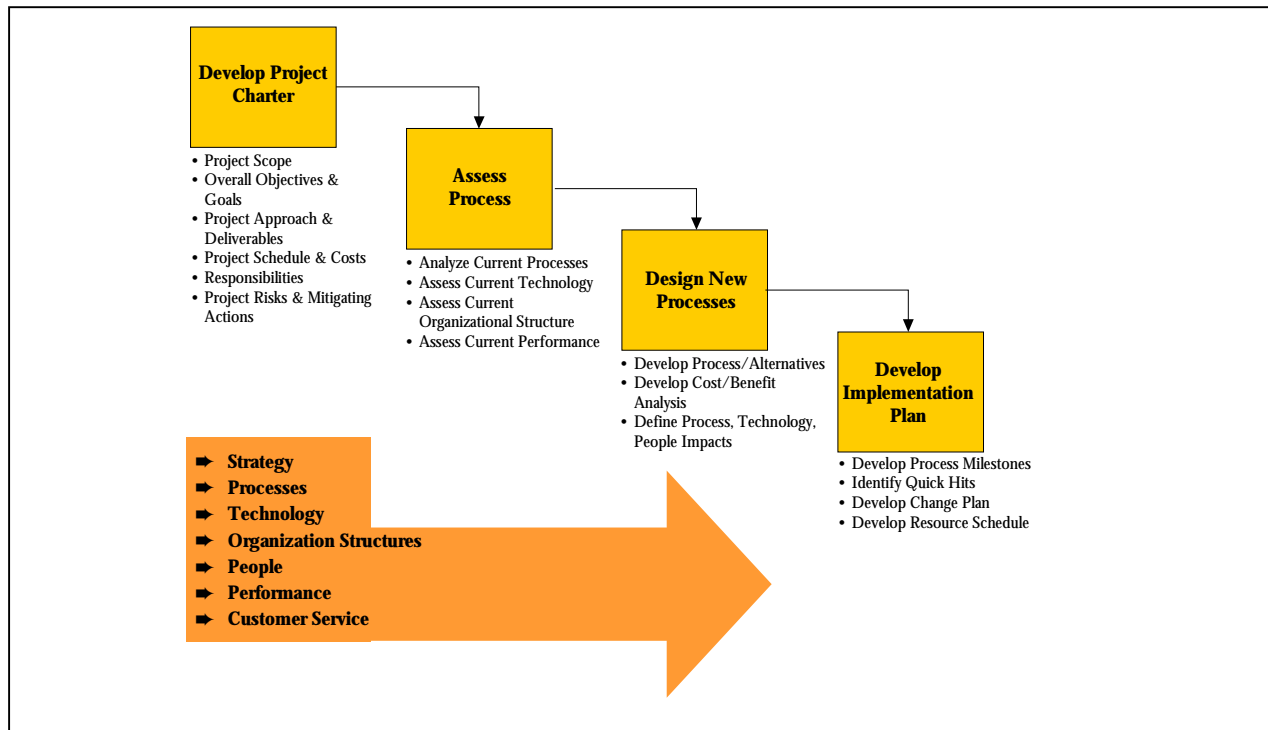 Develop Project
Charter
• Project Scope
• Overall Objectives &
Goals
• Project Approach &
Deliverables
• Project Schedule & Costs
• Responsibilities
• Project Risks & Mitigating
Actions
Assess
Process
• Analyze Current Processes
• Assess Current Technology
• Assess Current
Organizational Structure
• Assess Current Performance
Design New
Processes
• Develop Process/Alternatives
• Develop Cost/Benefit
Analysis
• Define Process, Technology,
People Impacts
Develop
Implementation
Plan
• Develop Process Milestones
• Identify Quick Hits
• Develop Change Plan
• Develop Resource Schedule
➨ Strategy
➨ Processes
➨ Technology
➨ Organization Structures
➨ People
➨ Performance
➨ Customer Service